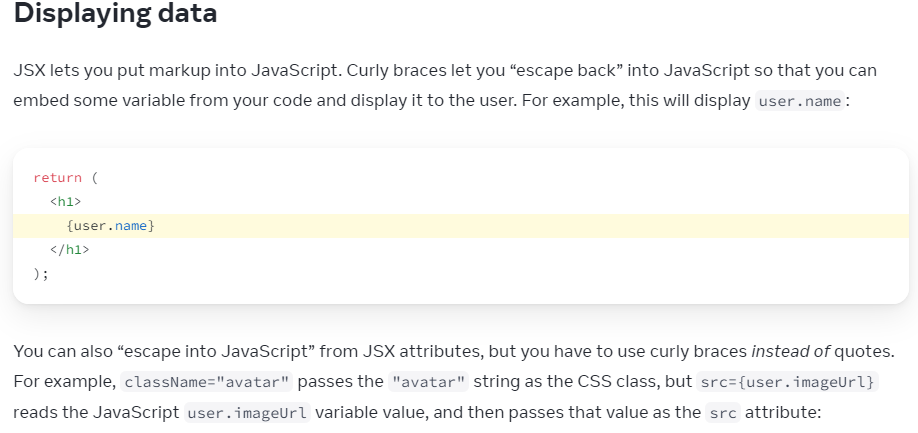 Displaying data
JSX lets you put markup into JavaScript. Curly braces let you “escape back” into JavaScript so that you can
embed some variable from your code and display it to the user. For example, this will display user.name:
return (
  <h1>
    {user.name}
  </h1>
);
You can also “escape into JavaScript” from JSX attributes, but you have to use curly braces instead of quotes.
For example, className="avatar" passes the "avatar" string as the CSS class, but src={user.imageUrl}
reads the JavaScript user.imageUrl variable value, and then passes that value as the src attribute: